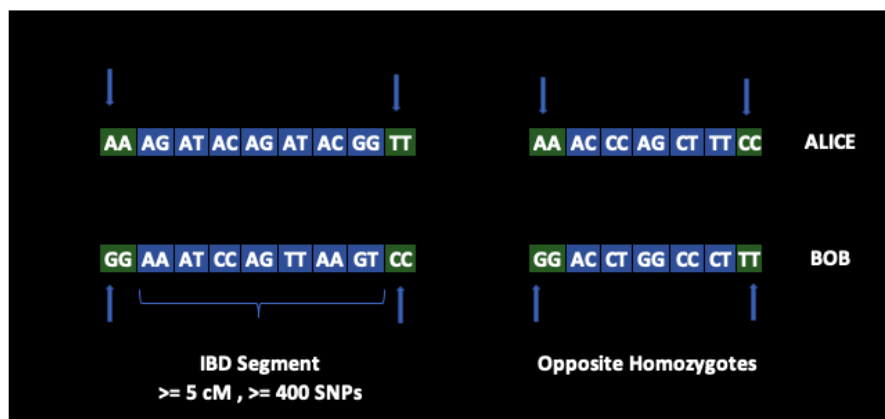 AA AG AT AC AG AT AC GG TT AA AC CC AG CT TT CC ALICE
GG AA AT CC AG TT AA GT CC GG AC CT GG CC CT TT BOB
IBD Segment Opposite Homozygotes
>= 5 cM , >= 400 SNPs